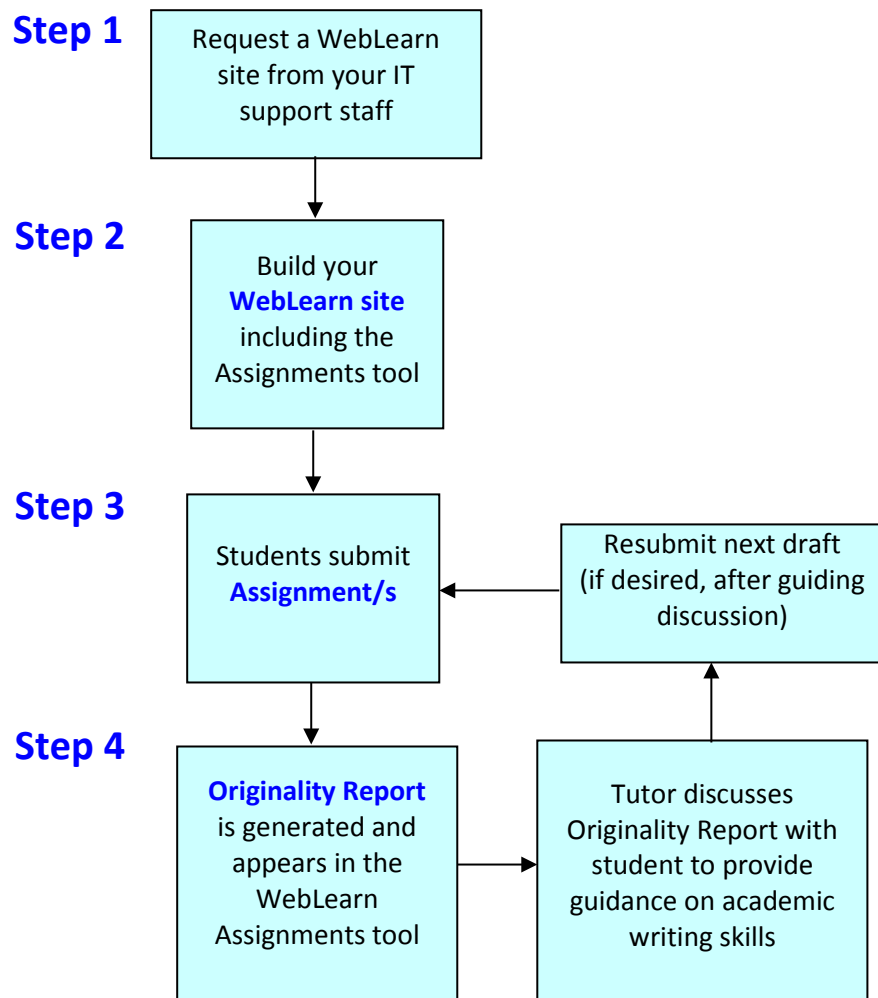 Step 1
Request a WebLearn
site from your IT
support staff
Step 2
Build your
WebLearn site
including the
Assignments tool
Step 3
Students submit
Assignment/s
Resubmit next draft
(if desired, after guiding
discussion)
Step 4
Originality Report
is generated and
appears in the
WebLearn
Assignments tool
Tutor discusses
Originality Report with
student to provide
guidance on academic
writing skills